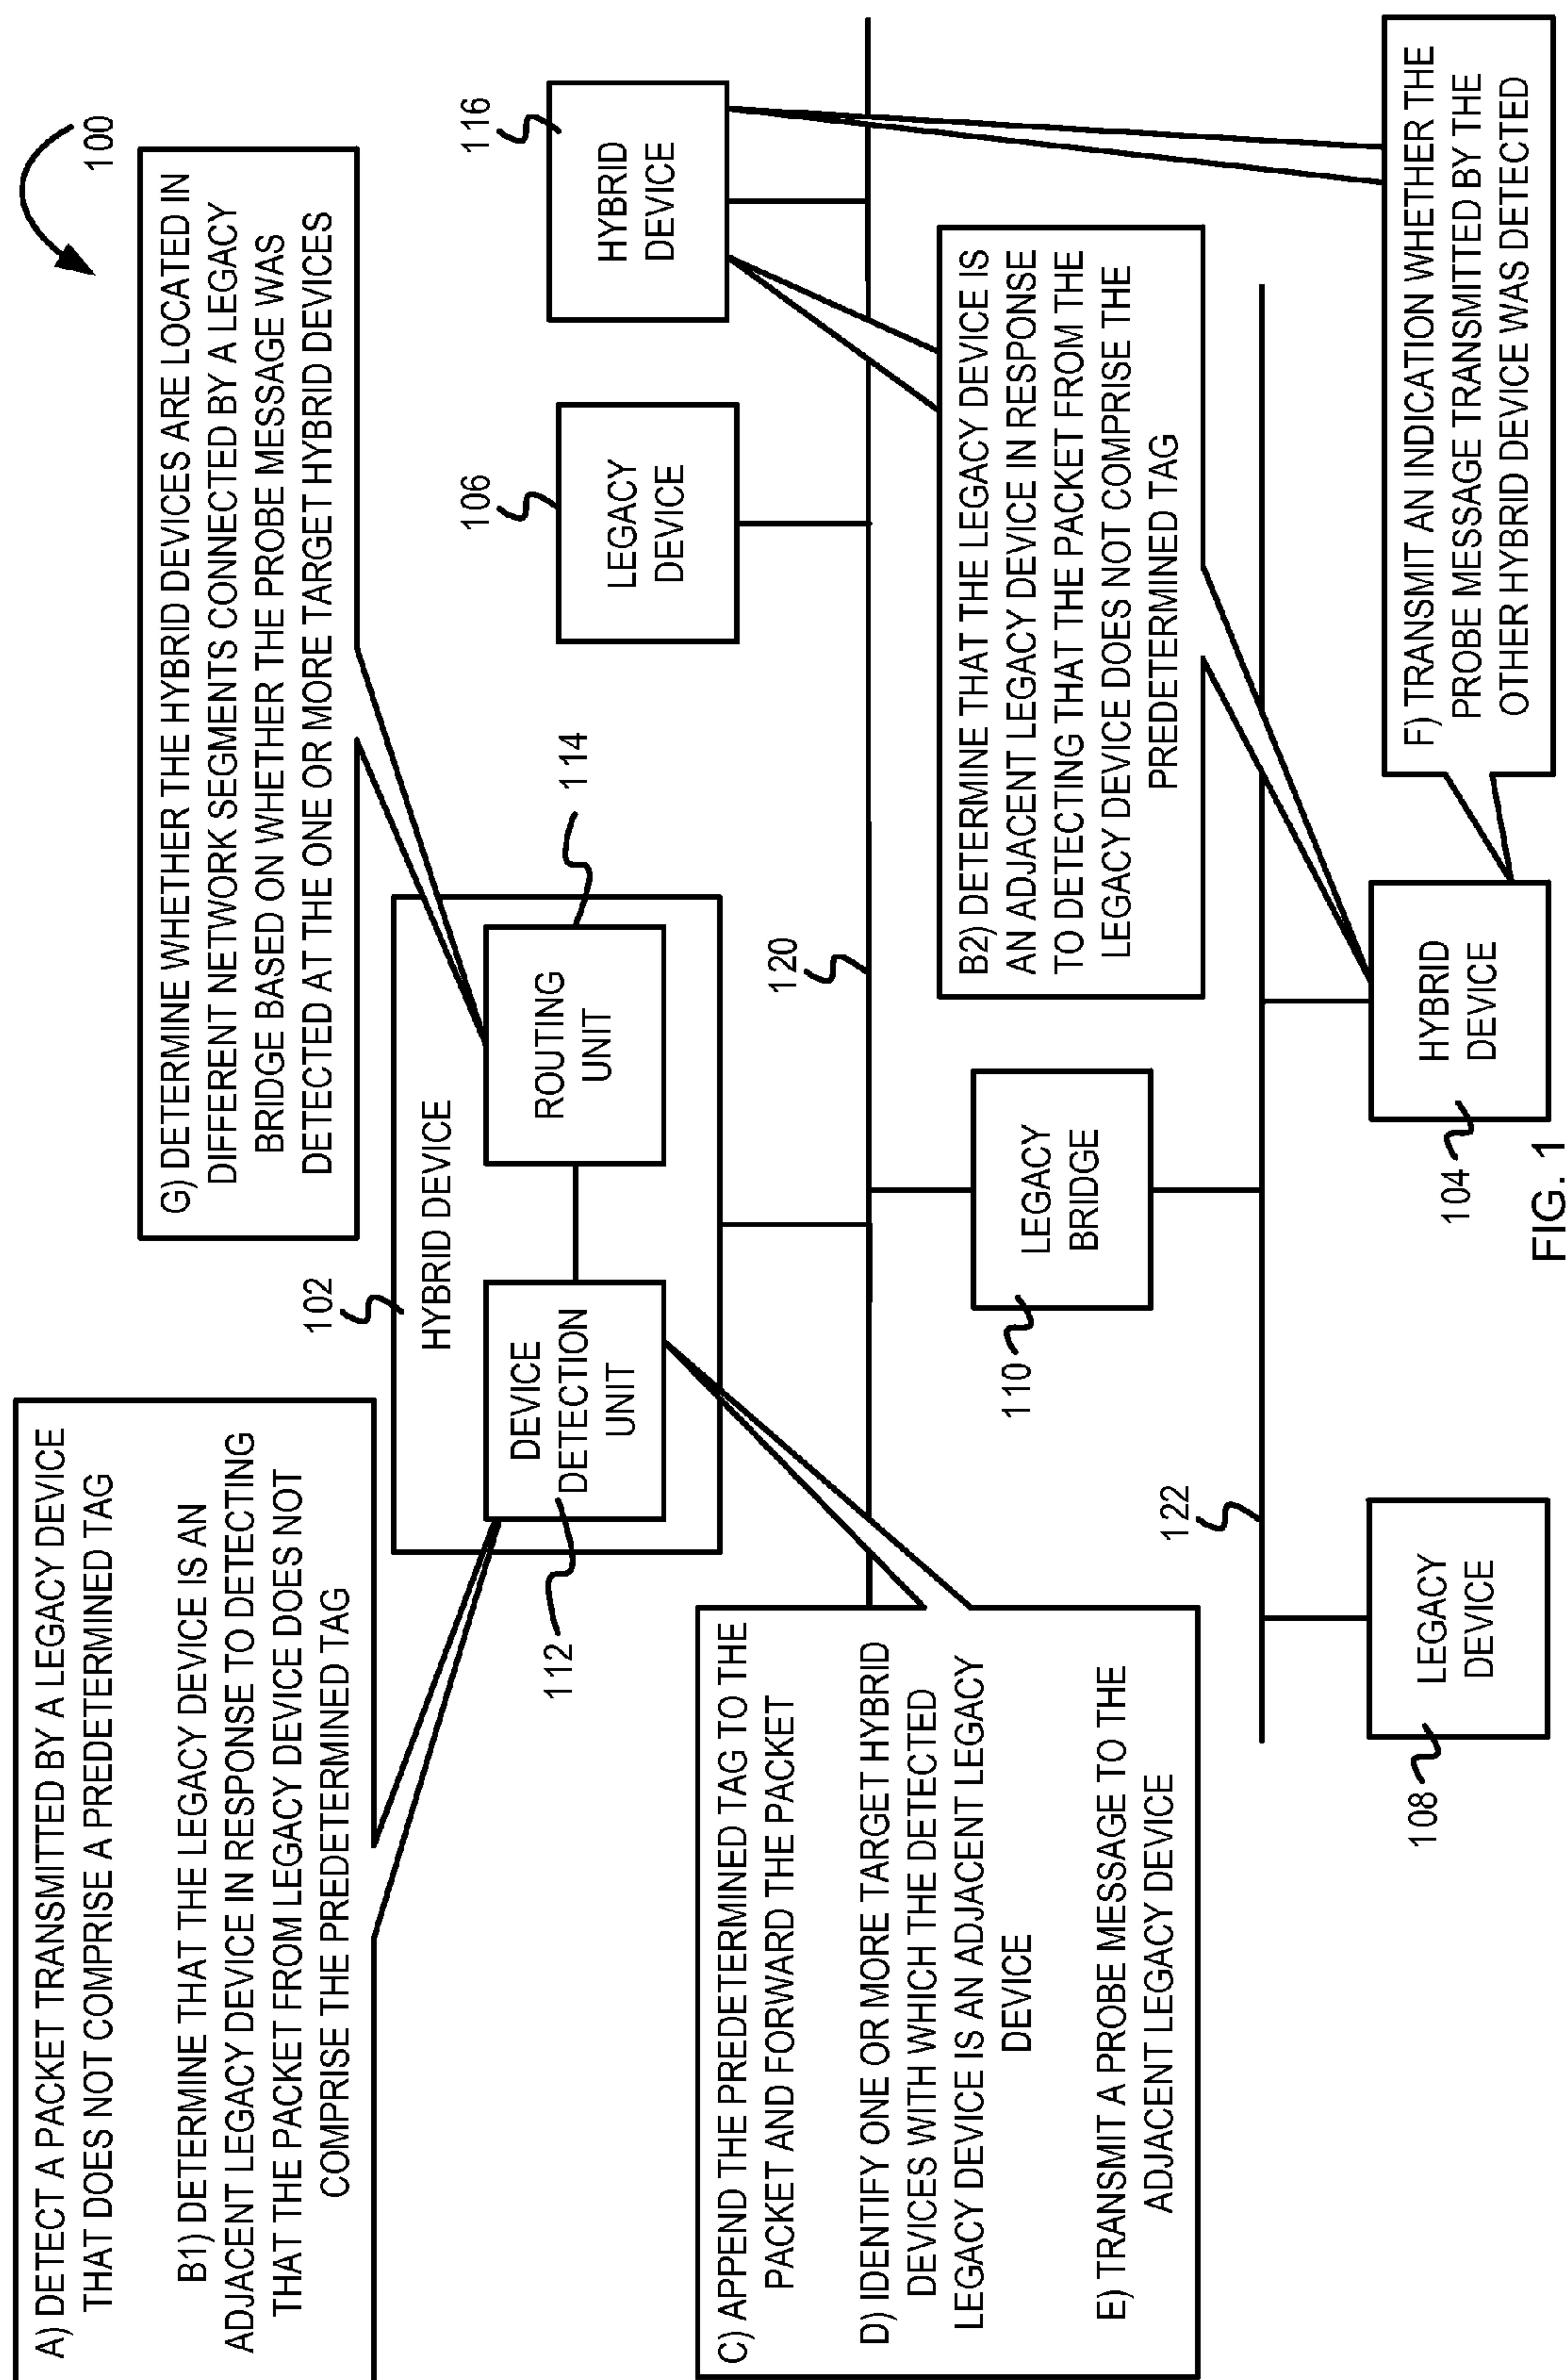 100
A) DETECT A PACKET TRANSMITTED BY A LEGACY DEVICE
THAT DOES NOT COMPRISE A PREDETERMINED TAG
B1) DETERMINE THAT THE LEGACY DEVICE IS AN
ADJACENT LEGACY DEVICE IN RESPONSE TO DETECTING
THAT THE PACKET FROM LEGACY DEVICE DOES NOT
COMPRISE THE PREDETERMINED TAG
G) DETERMINE WHETHER THE HYBRID DEVICES ARE LOCATED IN
DIFFERENT NETWORK SEGMENTS CONNECTED BY A LEGACY
BRIDGE BASED ON WHETHER THE PROBE MESSAGE WAS
DETECTED AT THE ONE OR MORE TARGET HYBRID DEVICES
102
HYBRID DEVICE
DEVICE
DETECTION
UNIT
112
ROUTING
UNIT
114
106
LEGACY
DEVICE
116
HYBRID
DEVICE
C) APPEND THE PREDETERMINED TAG TO THE
PACKET AND FORWARD THE PACKET
D) IDENTIFY ONE OR MORE TARGET HYBRID
DEVICES WITH WHICH THE DETECTED
LEGACY DEVICE IS AN ADJACENT LEGACY
DEVICE
E) TRANSMIT A PROBE MESSAGE TO THE
ADJACENT LEGACY DEVICE
120
110
LEGACY
BRIDGE
B2) DETERMINE THAT THE LEGACY DEVICE IS
AN ADJACENT LEGACY DEVICE IN RESPONSE
TO DETECTING THAT THE PACKET FROM THE
LEGACY DEVICE DOES NOT COMPRISE THE
PREDETERMINED TAG
122
108
LEGACY
DEVICE
104
HYBRID
DEVICE
F) TRANSMIT AN INDICATION WHETHER THE
PROBE MESSAGE TRANSMITTED BY THE
OTHER HYBRID DEVICE WAS DETECTED
FIG. 1